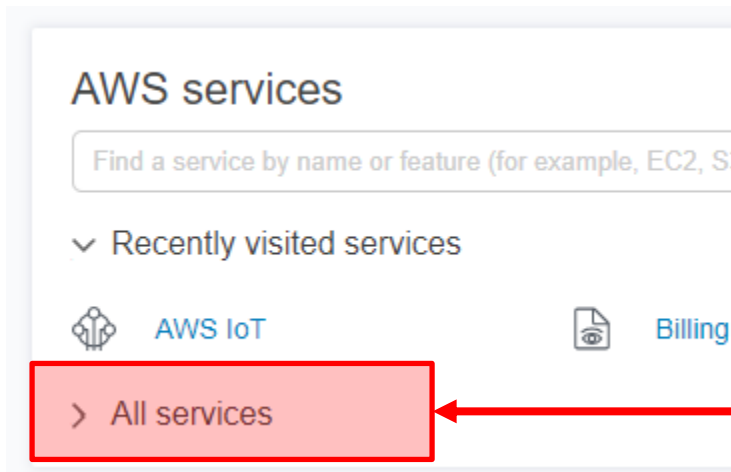 AWS services
Find a service by name or feature (for example, EC2, S
Recently visited services
AWS IoT
Billing
All services